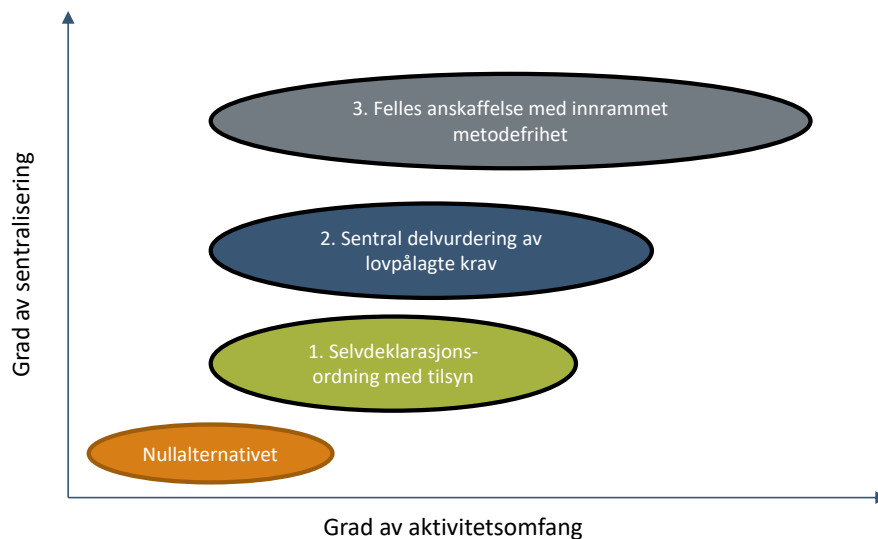 Grad av sentralisering
3. Felles anskaffelse med innrammet
metodefrihet
2. Sentral delvurdering av
lovpålagte krav
1. Selvdeklarasjons-
ordning med tilsyn
Nullalternativet
Grad av aktivitetsomfang